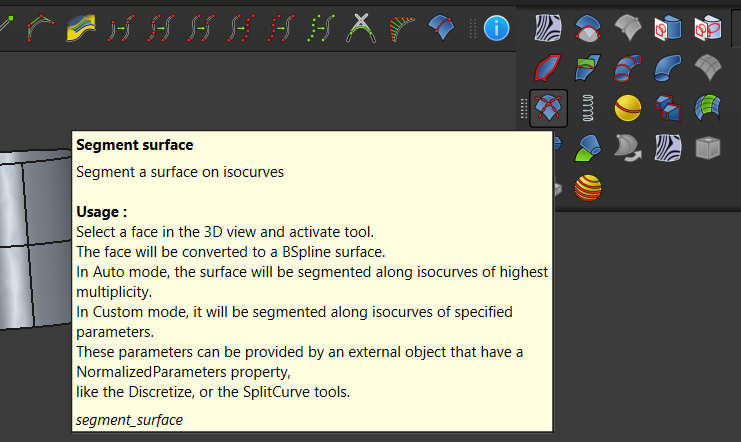 Segment surface
Segment a surface on isocurves
Usage :
Select a face in the 3D view and activate tool.
The face will be converted to a BSpline surface.
In Auto mode, the surface will be segmented along isocurves of highest
multiplicity.
In Custom mode, it will be segmented along isocurves of specified
parameters.
These parameters can be provided by an external object that have a
NormalizedParameters property,
like the Discretize, or the SplitCurve tools.
segment_surface